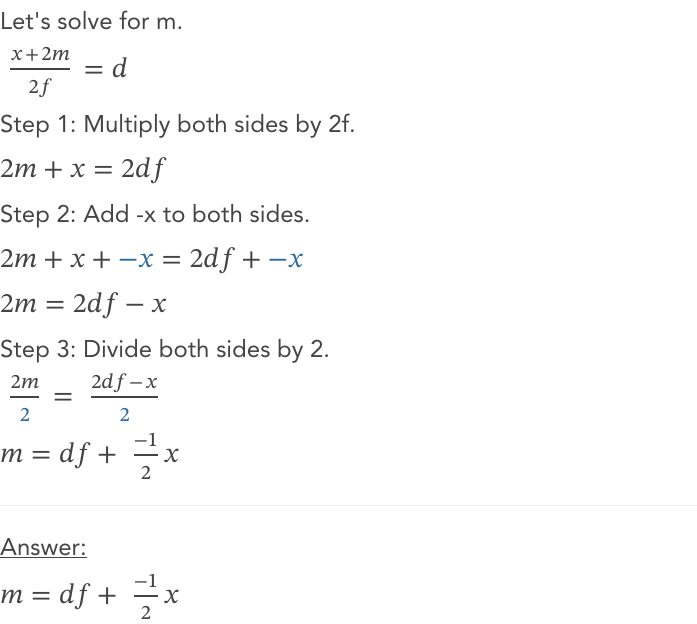 Let's solve for m.
\frac{x+2m}{2f} = d
Step 1: Multiply both sides by 2f.
2m + x = 2df
Step 2: Add -x to both sides.
2m + x + −x = 2df + −x
2m = 2df − x
Step 3: Divide both sides by 2.
\frac{2m}{2} = \frac{2df−x}{2}
m = df + \frac{−1}{2}x
Answer:
m = df + \frac{−1}{2}x